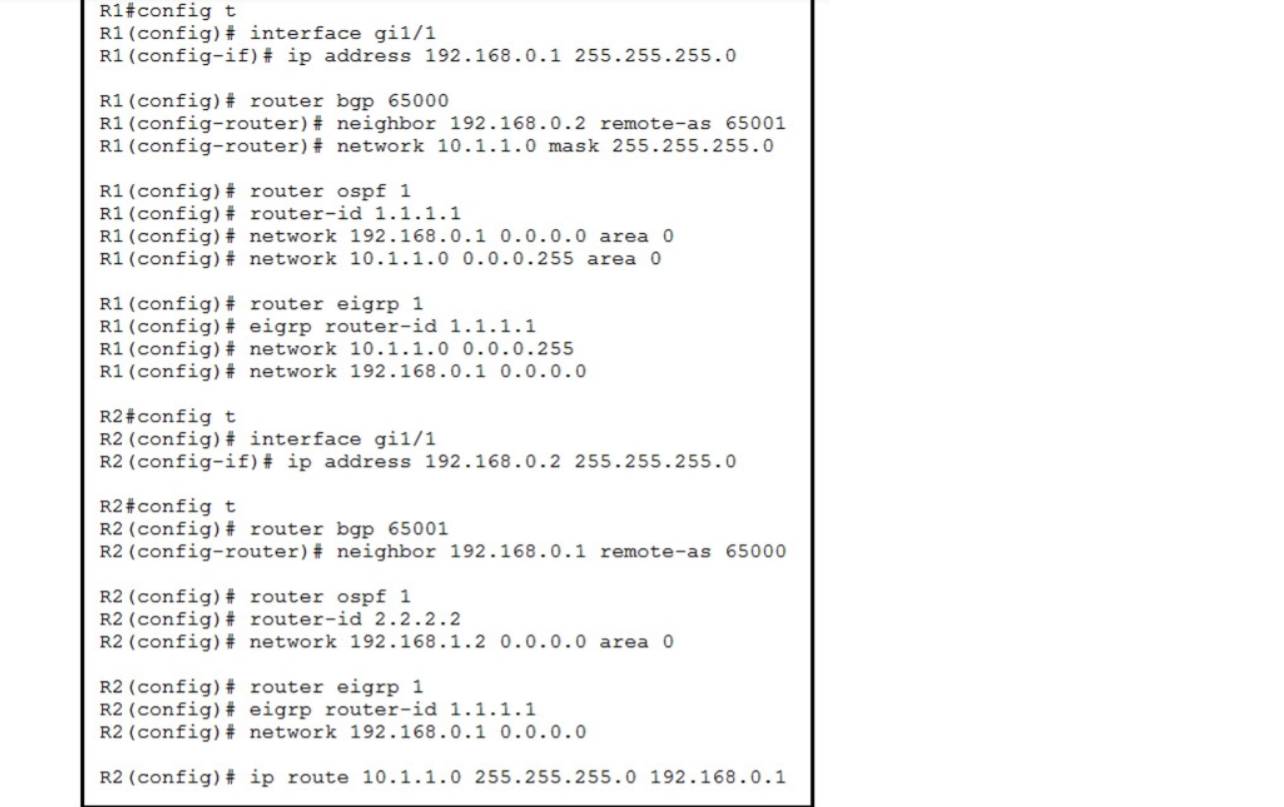 R1#config t
R1(config)# interface gi1/1
R1(config-if)# ip address 192.168.0.1 255.255.255.0
R1(config)# router bgp 65000
R1(config-router)# neighbor 192.168.0.2 remote-as 65001
R1(config-router)# network 10.1.1.0 mask 255.255.255.0
R1(config)# router ospf 1
R1(config)# router-id 1.1.1.1
R1(config)# network 192.168.0.1 0.0.0.0 area 0
R1(config)# network 10.1.1.0 0.0.0.255 area 0
R1(config)# router eigrp 1
R1(config)# eigrp router-id 1.1.1.1
R1(config)# network 10.1.1.0 0.0.0.255
R1(config)# network 192.168.0.1 0.0.0.0
R2#config t
R2(config)# interface gi1/1
R2(config-if)# ip address 192.168.0.2 255.255.255.0
R2#config t
R2(config)# router bgp 65001
R2(config-router)# neighbor 192.168.0.1 remote-as 65000
R2(config)# router ospf 1
R2(config)# router-id 2.2.2.2
R2(config)# network 192.168.1.2 0.0.0.0 area 0
R2(config)# router eigrp 1
R2(config)# eigrp router-id 1.1.1.1
R2(config)# network 192.168.0.1 0.0.0.0
R2(config)# ip route 10.1.1.0 255.255.255.0 192.168.0.1